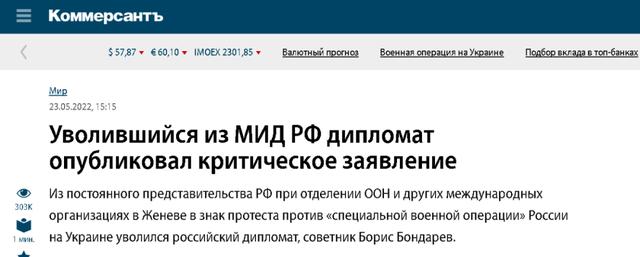 Коммерсантъ
$ 57,87 € 60,10 IMOEX 2301,85 Валютный прогноз Военная операция на Украине Подбор вклада в топ-банках
Мир
23.05.2022, 15:15
Уволившийся из МИД РФ дипломат
опубликовал критическое заявление
303K
1 мин.
Из постоянного представительства РФ при отделении ООН и других международных
организациях в Женеве в знак протеста против «специальной военной операции» России
на Украине уволился российский дипломат, советник Борис Бондарев.